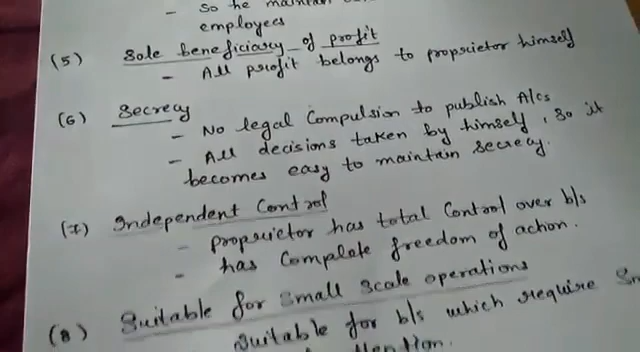 - So he
employees
(5) Sole beneficiary of profit
- All profit belongs to proprietor himself
(6) Secrecy
- No legal Compulsion to publish A/cs
- All decisions taken by himself, So it
becomes easy to maintain secrecy.
(7) Independent Control
- proprietor has total Control over b/s
- has Complete freedom of action.
(8) Suitable for Small Scale operations
Suitable for b/s which require